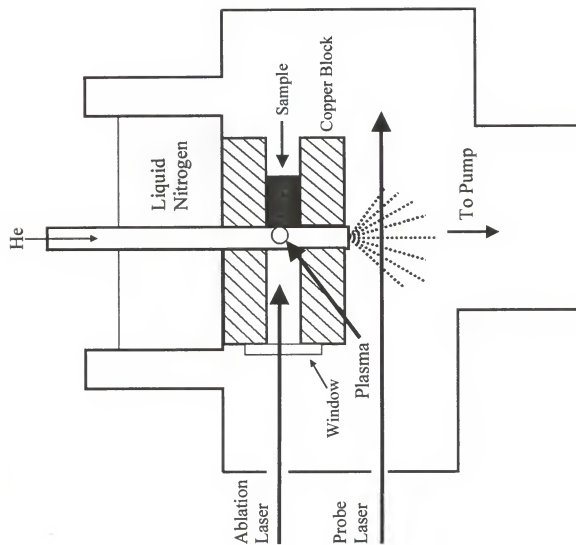 He
Liquid
Nitrogen
Sample
Copper Block
Window
Plasma
Ablation
Laser
Probe
Laser
To Pump